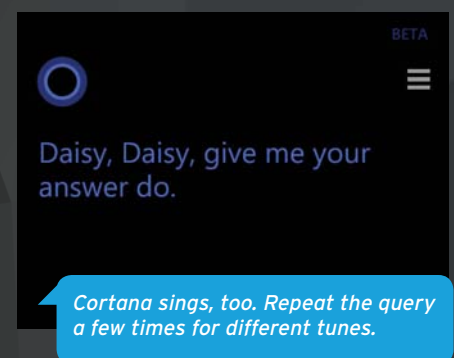 BETA
Daisy, Daisy, give me your
answer do.
Cortana sings, too. Repeat the query
a few times for different tunes.